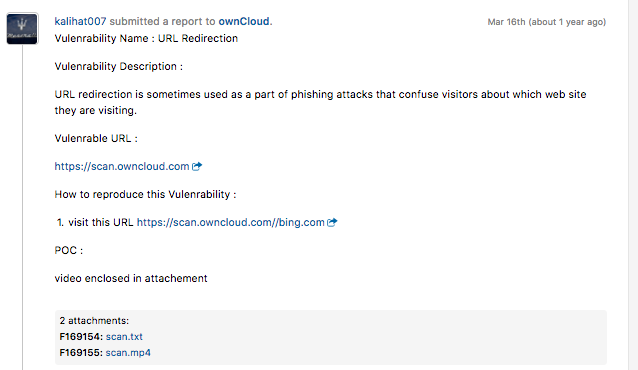 kalihat007 submitted a report to ownCloud. Mar 16th (about 1 year ago)
Vulenrability Name : URL Redirection
Vulenrability Description :
URL redirection is sometimes used as a part of phishing attacks that confuse visitors about which web site
they are visiting.
Vulenrable URL :
https://scan.owncloud.com
How to reproduce this Vulenrability :
1. visit this URL https://scan.owncloud.com//bing.com
POC :
video enclosed in attachement
2 attachments:
F169154: scan.txt
F169155: scan.mp4